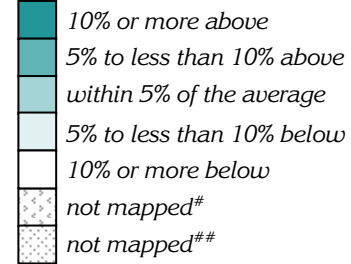 10% or more above
5% to less than 10% above
within 5% of the average
5% to less than 10% below
10% or more below
not mapped#
not mapped##